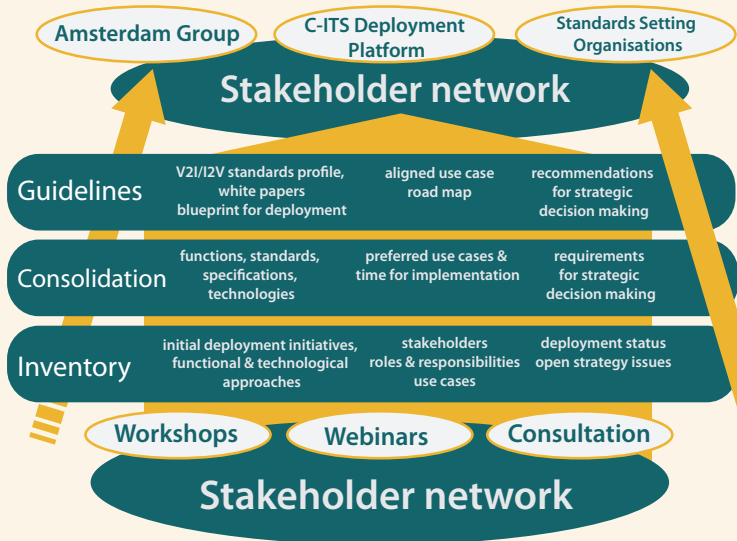 Amsterdam Group
C-ITS Deployment
Platform
Standards Setting
Organisations
Stakeholder network
Guidelines
V2I/I2V standards profile,
white papers
blueprint for deployment
aligned use case
road map
recommendations
for strategic
decision making
Consolidation
functions, standards,
specifications,
technologies
preferred use cases &
time for implementation
requirements
for strategic
decision making
Inventory
initial deployment initiatives,
functional & technological
approaches
stakeholders
roles & responsibilities
use cases
deployment status
open strategy issues
Workshops
Webinars
Consultation
Stakeholder network